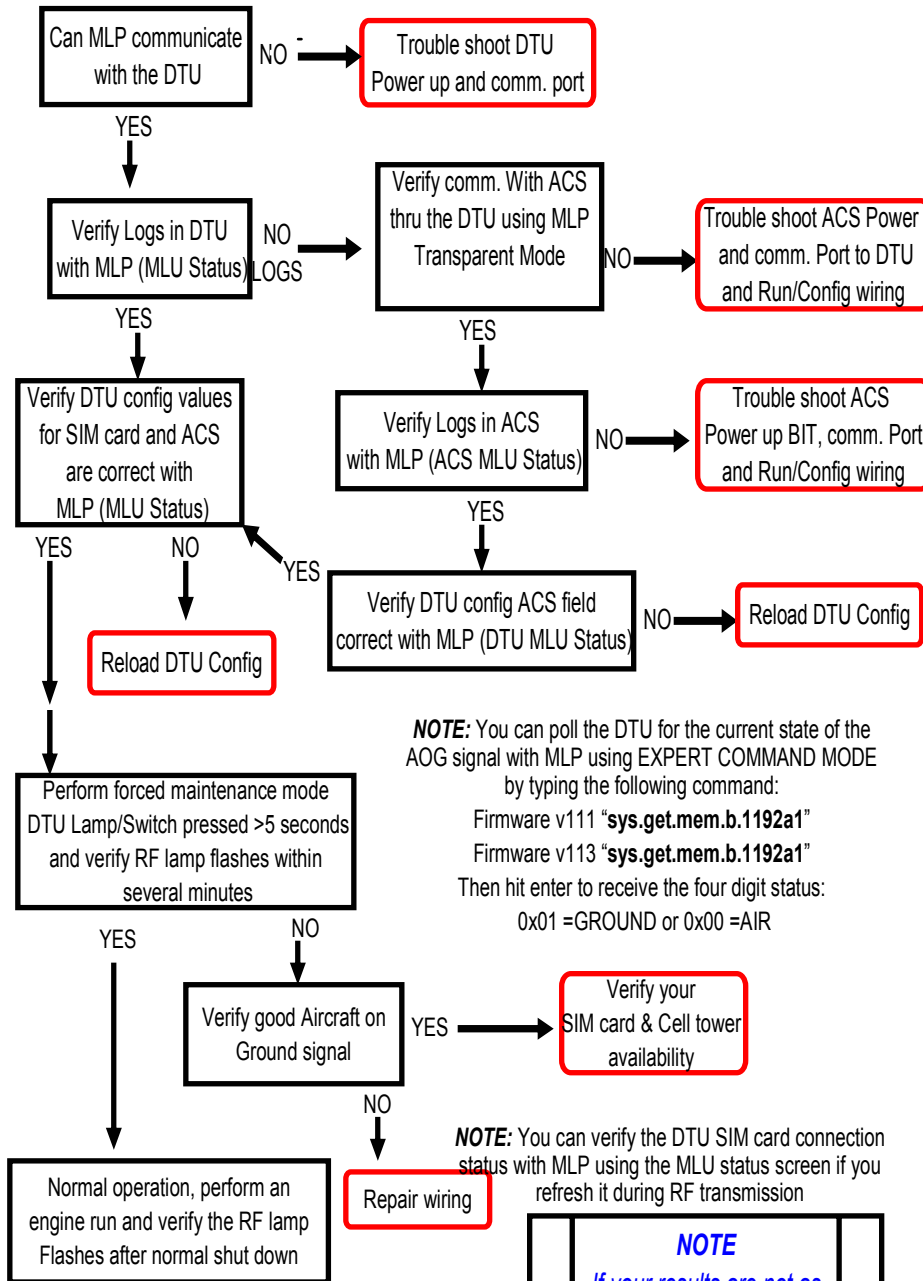 Can MLP communicate
with the DTU
NO
Trouble shoot DTU
Power up and comm. port
YES
Verify Logs in DTU
with MLP (MLU Status)
NO
LOGS
Verify comm. With ACS
thru the DTU using MLP
Transparent Mode
NO
Trouble shoot ACS Power
and comm. Port to DTU
and Run/Config wiring
YES
YES
Verify DTU config values
for SIM card and ACS
are correct with
MLP (MLU Status)
Verify Logs in ACS
with MLP (ACS MLU Status)
NO
Trouble shoot ACS
Power up BIT, comm. Port
and Run/Config wiring
YES
YES
NO
YES
Verify DTU config ACS field
correct with MLP (DTU MLU Status)
NO
Reload DTU Config
Reload DTU Config
NOTE: You can poll the DTU for the current state of the
AOG signal with MLP using EXPERT COMMAND MODE
by typing the following command:
Firmware v111 “sys.get.mem.b.1192a1”
Firmware v113 “sys.get.mem.b.1192a1”
Then hit enter to receive the four digit status:
0x01 =GROUND or 0x00 =AIR
Perform forced maintenance mode
DTU Lamp/Switch pressed >5 seconds
and verify RF lamp flashes within
several minutes
YES
NO
Verify good Aircraft on
Ground signal
YES
Verify your
SIM card & Cell tower
availability
NO
Repair wiring
NOTE: You can verify the DTU SIM card connection
status with MLP using the MLU status screen if you
refresh it during RF transmission
Normal operation, perform an
engine run and verify the RF lamp
Flashes after normal shut down
NOTE
If your results are not as